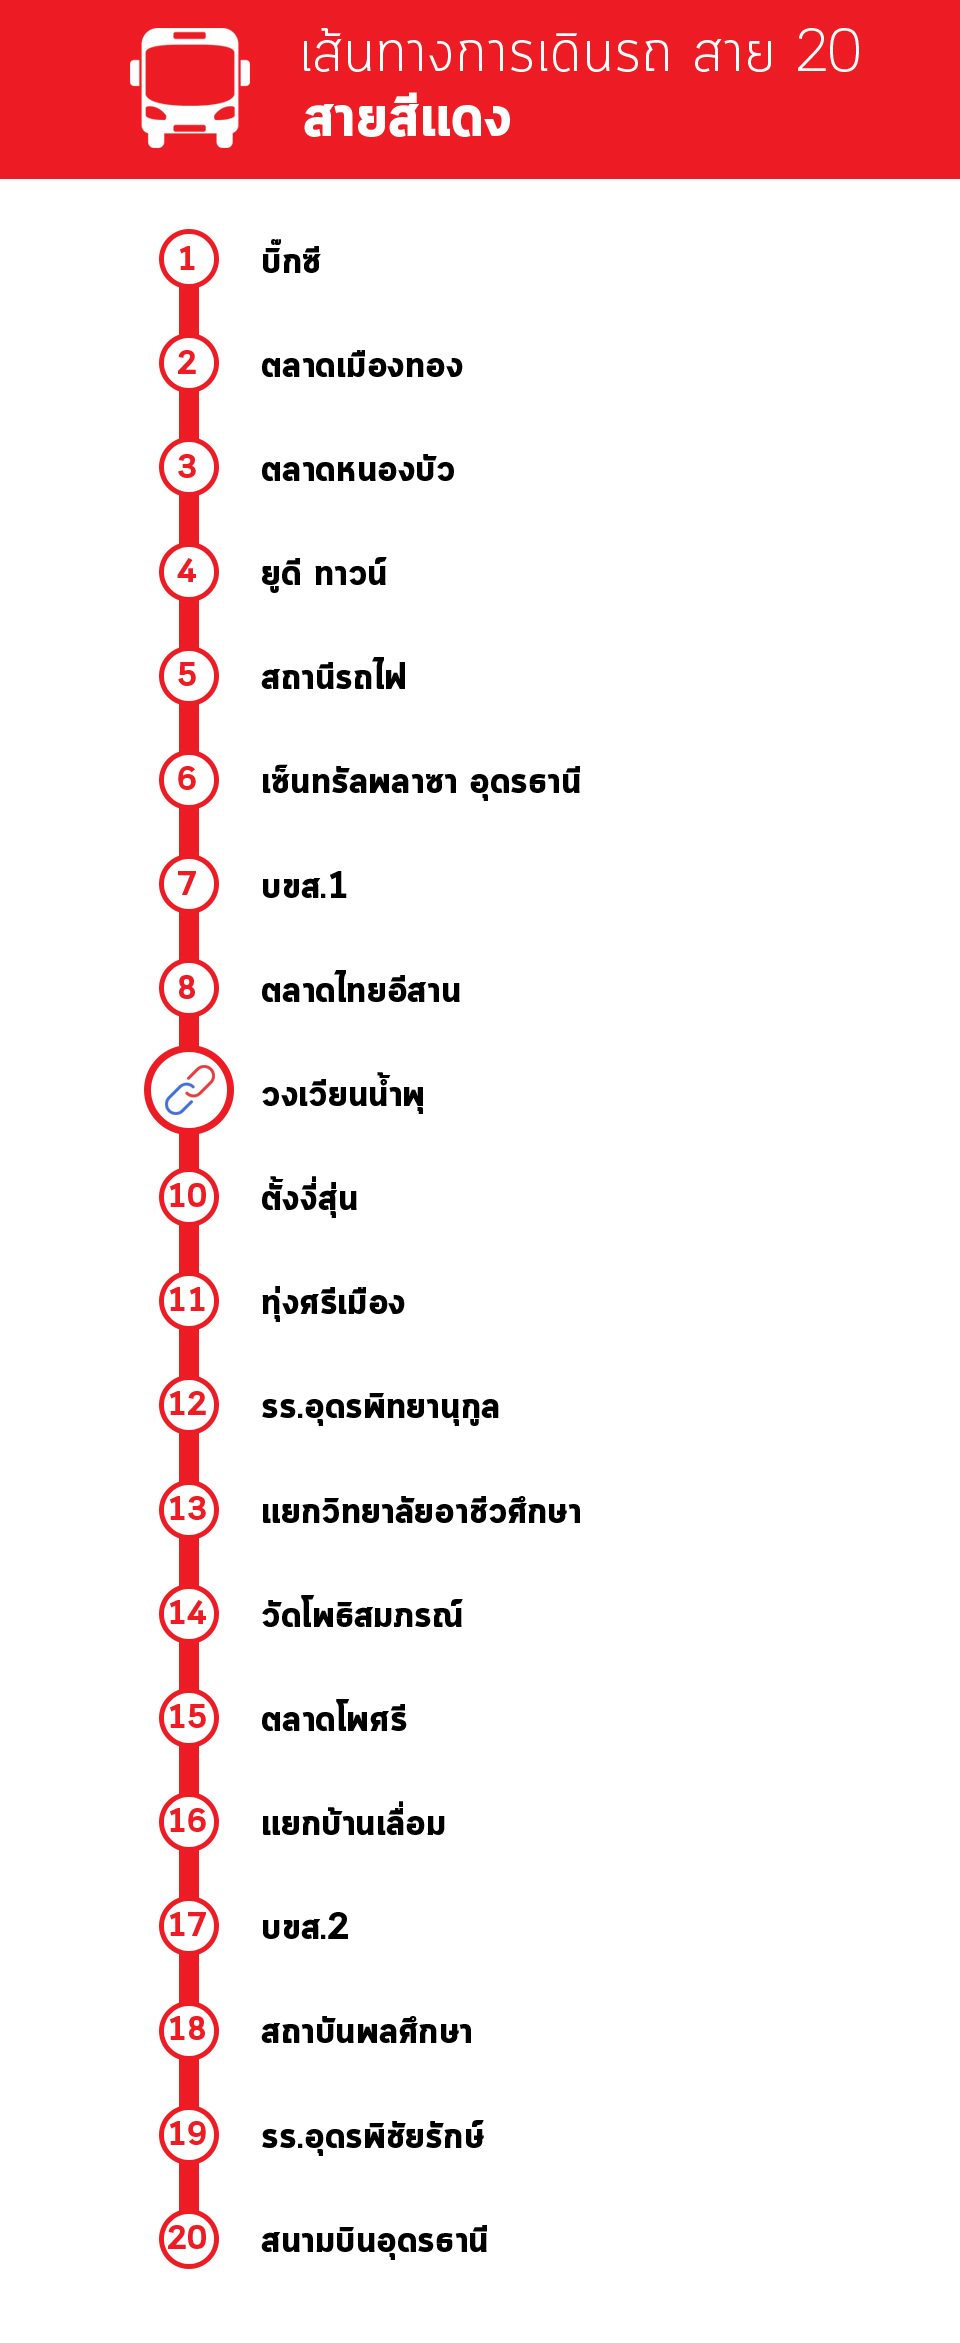 เส้นทางการเดินรถ สาย 20
สายสีแดง
1 บิ๊กซี
2 ตลาดเมืองทอง
3 ตลาดหนองบัว
4 ยูดี ทาวน์
5 สถานีรถไฟ
6 เซ็นทรัลพลาซา อุดรธานี
7 บขส.1
8 ตลาดไทยอีสาน
วงเวียนน้ำพุ
10 ตั้งงี่สุ่น
11 ทุ่งศรีเมือง
12 รร.อุดรพิทยานุกูล
13 แยกวิทยาลัยอาชีวศึกษา
14 วัดโพธิสมภรณ์
15 ตลาดโพศรี
16 แยกบ้านเลื่อม
17 บขส.2
18 สถาบันพลศึกษา
19 รร.อุดรพิชัยรักษ์
20 สนามบินอุดรธานี